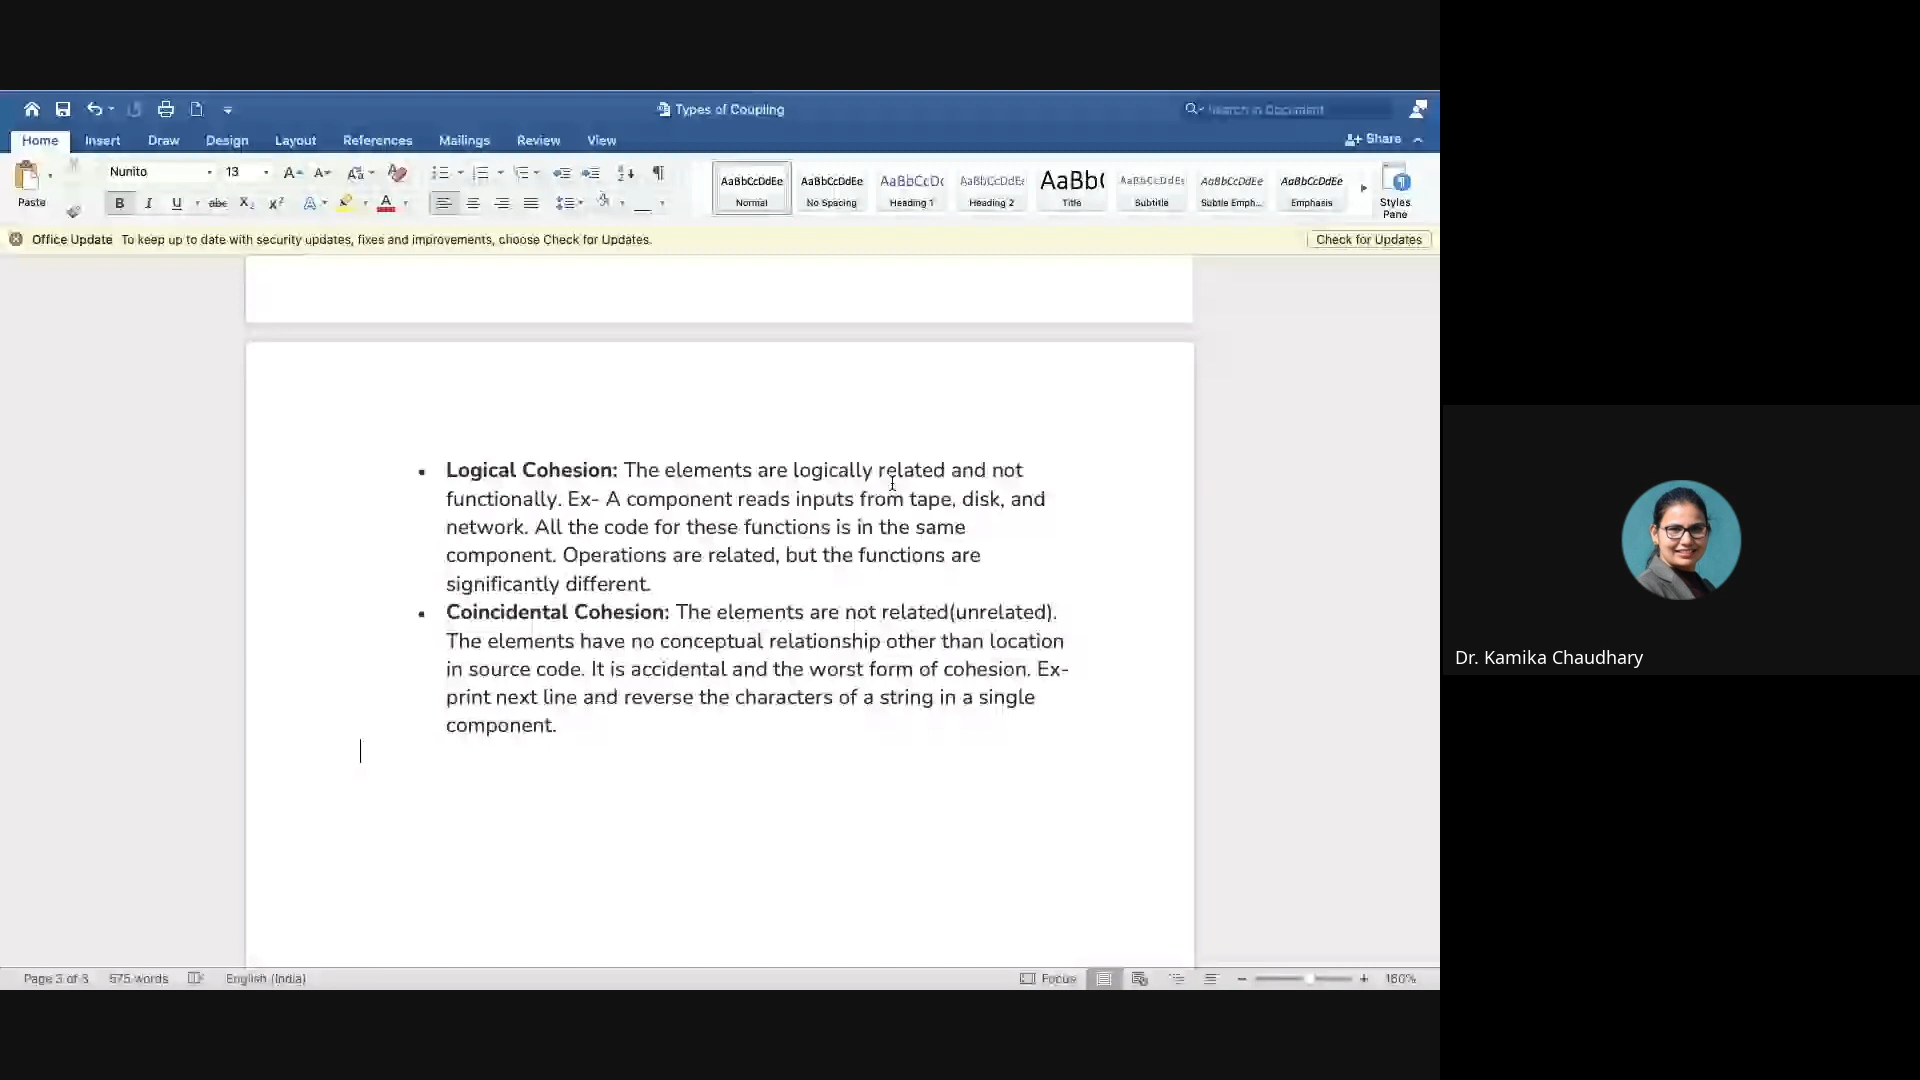 Types of Coupling
Search in Document
Home Insert Draw Design Layout References Mailings Review View
Share
Paste
Nunito 13
AaBbCcDdEe AaBbCcDdEe AaBbCcDc AaBbCcDdEe AaBb( AaBbCcDdEe AaBbCcDdEe AaBbCcDdEe
Normal No Spacing Heading 1 Heading 2 Title Subtitle Subtle Emph... Emphasis
Styles
Pane
Office Update To keep up to date with security updates, fixes and improvements, choose Check for Updates.
Check for Updates
• Logical Cohesion: The elements are logically related and not
functionally. Ex- A component reads inputs from tape, disk, and
network. All the code for these functions is in the same
component. Operations are related, but the functions are
significantly different.
• Coincidental Cohesion: The elements are not related(unrelated).
The elements have no conceptual relationship other than location
in source code. It is accidental and the worst form of cohesion. Ex-
print next line and reverse the characters of a string in a single
component.
Dr. Kamika Chaudhary
Page 3 of 3 575 words English (India)
Focus
160%